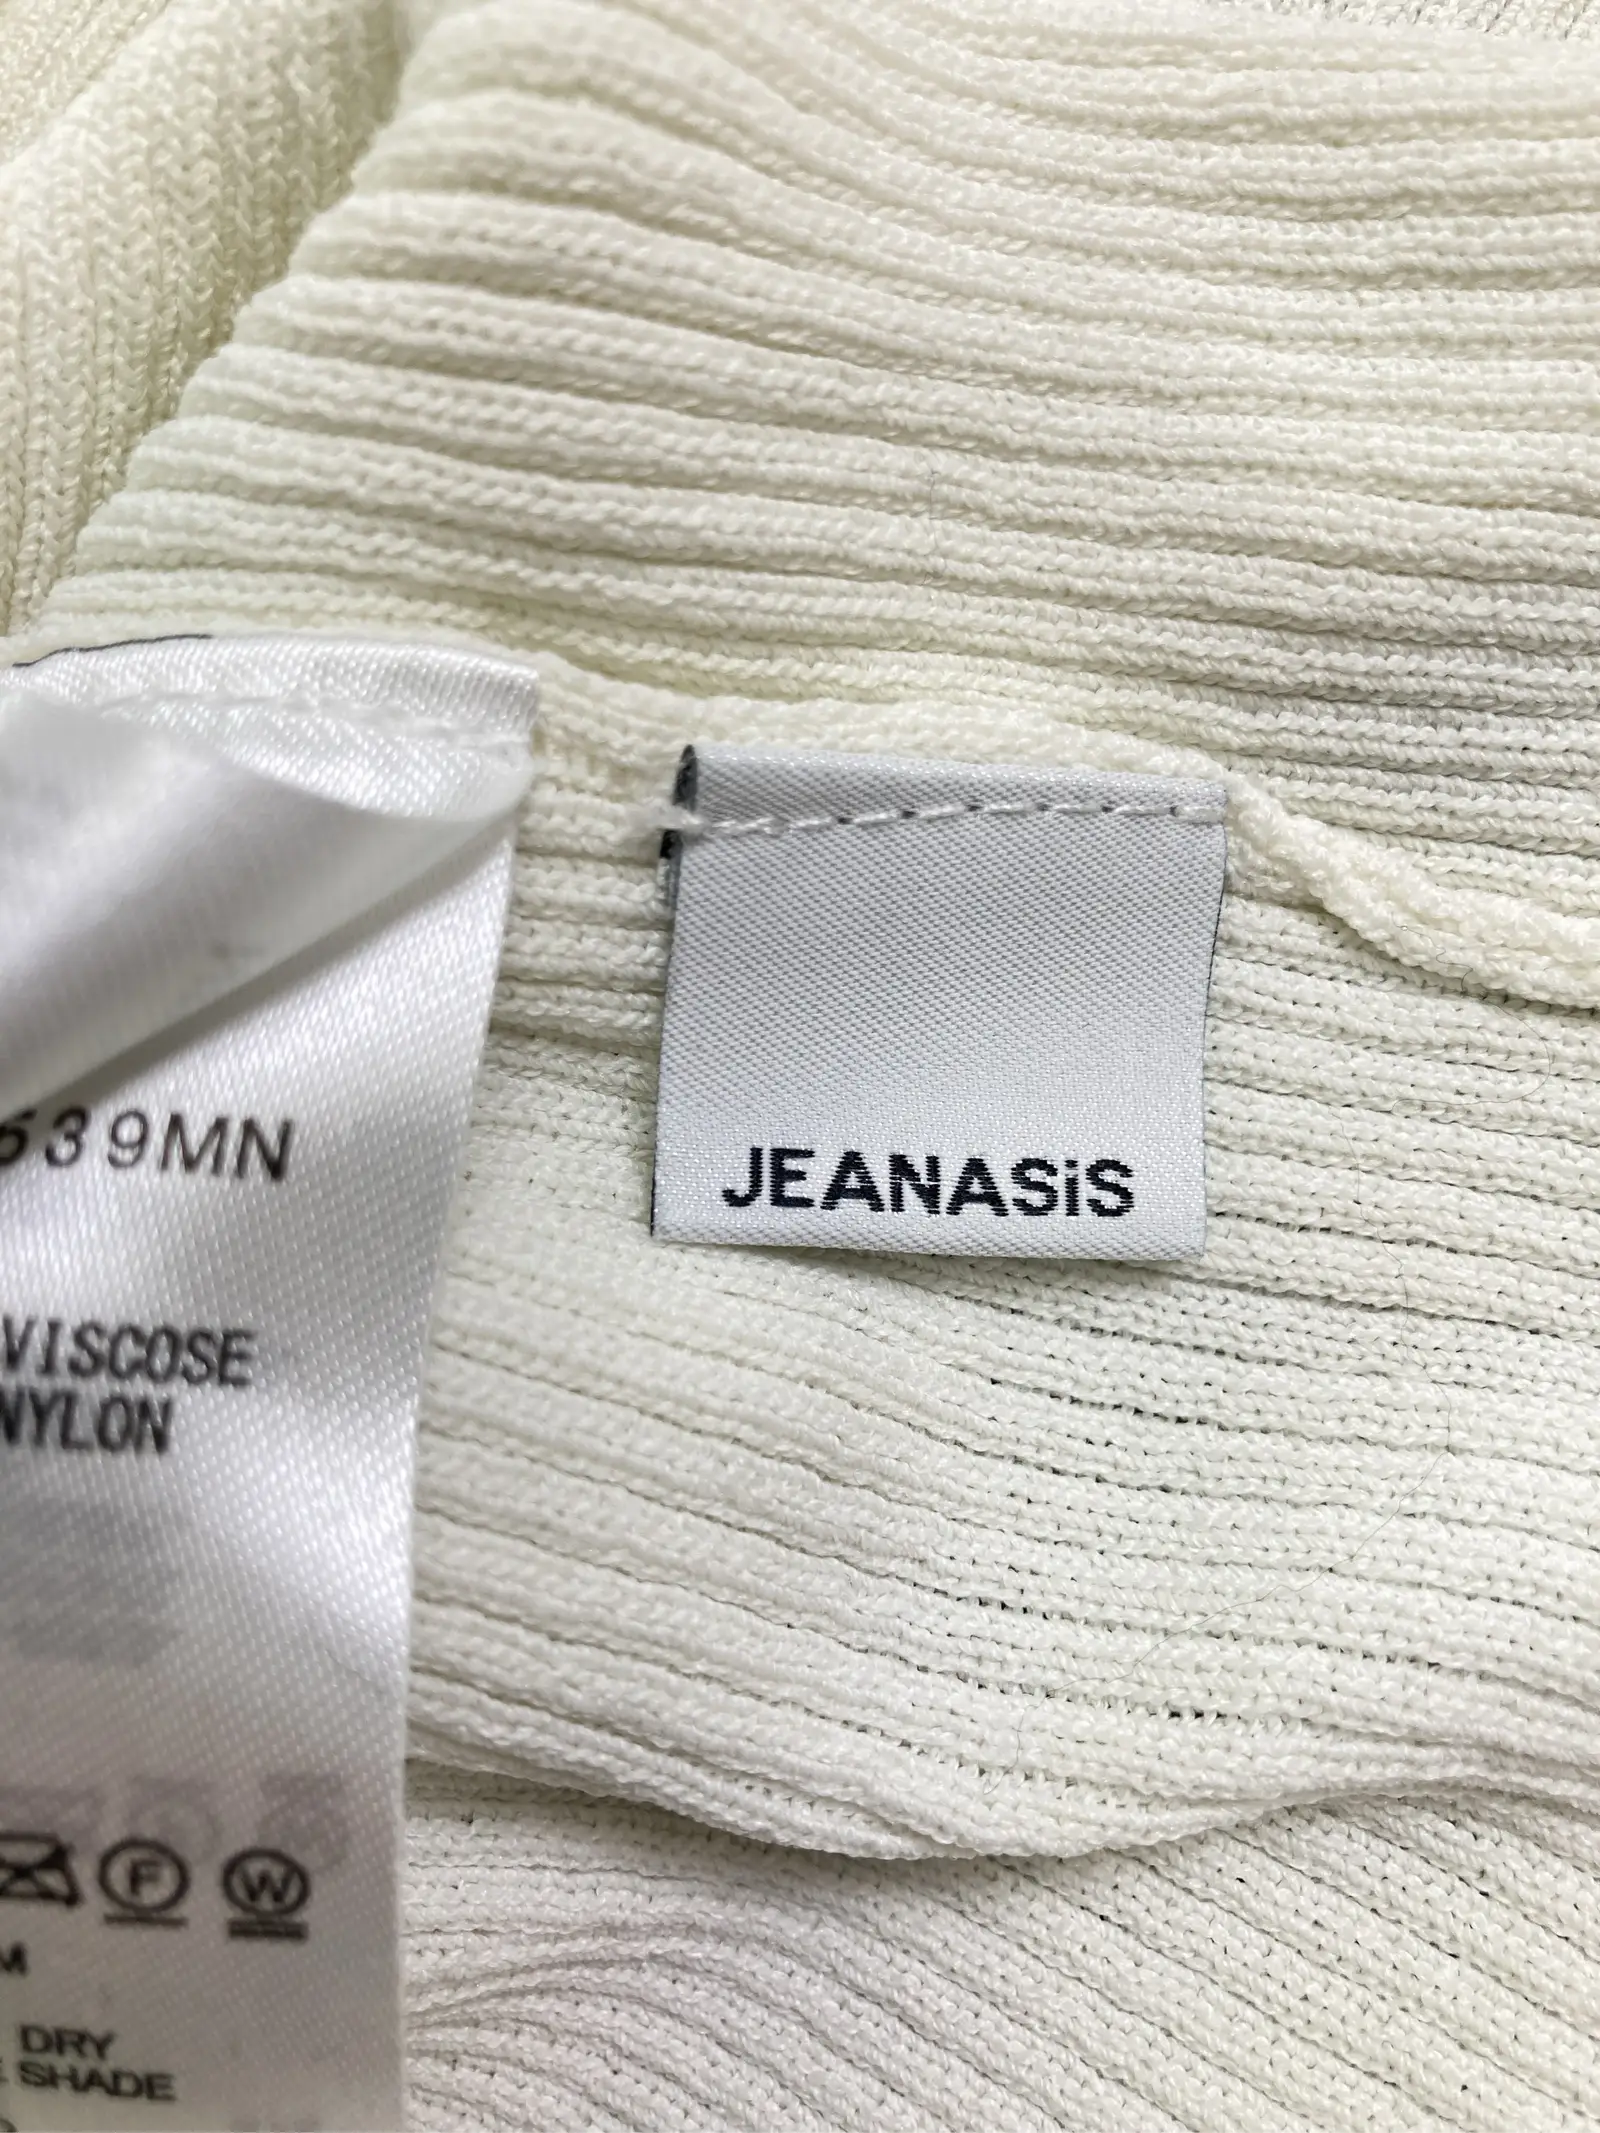 539MN
VISCOSE
NYLON
F
W
M
DRY
SHADE
JEANASiS